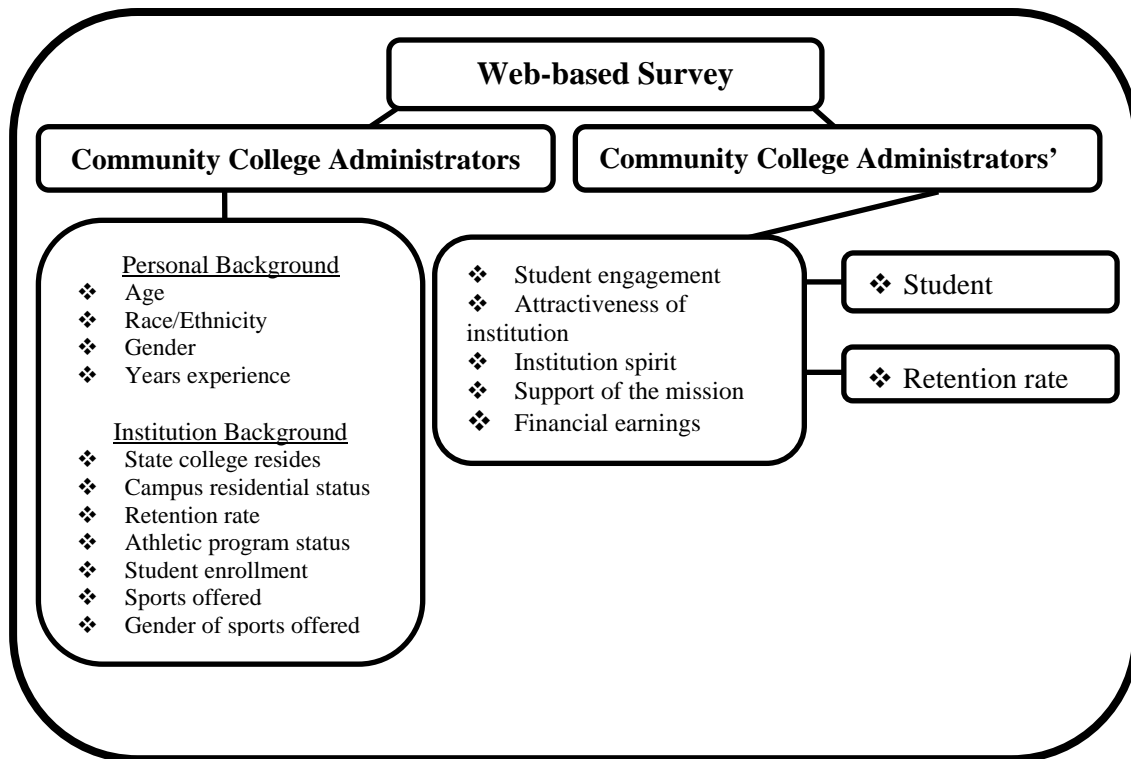 Web-based Survey
Community College Administrators
Community College Administrators’
Personal Background
❖ Age
❖ Race/Ethnicity
❖ Gender
❖ Years experience
Institution Background
❖ State college resides
❖ Campus residential status
❖ Retention rate
❖ Athletic program status
❖ Student enrollment
❖ Sports offered
❖ Gender of sports offered
❖ Student engagement
❖ Attractiveness of
institution
❖ Institution spirit
❖ Support of the mission
❖ Financial earnings
❖ Student
❖ Retention rate